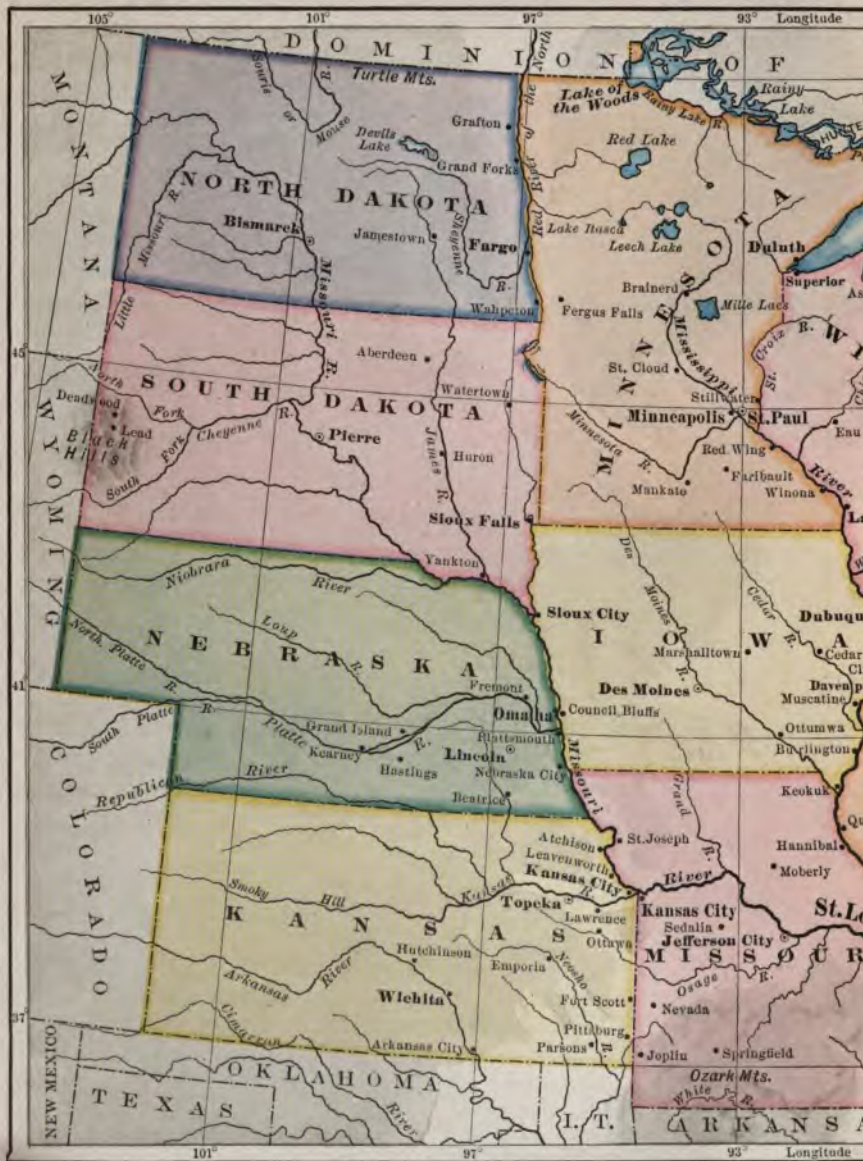 105° 101° 97° 93° Longitude
DOMINION OF
MONTANA
Souris or Mouse R.
Turtle Mts.
Red River of the North
Lake of the Woods
Rainy Lake R.
Rainy Lake
Grafton
Devils Lake
Grand Forks
Red Lake
NORTH DAKOTA
Missouri R.
Bismarck
Jamestown
Sheyenne R.
Fargo
Lake Itasca
Leech Lake
MINNESOTA
Duluth
Superior
As
Wahpeton
Fergus Falls
Brainerd
Mille Lacs
Little Missouri R.
Missouri R.
45°
Aberdeen
St. Cloud
Mississippi
St. Croix R.
WI
North Fork
SOUTH DAKOTA
Watertown
Stillwater
Deadwood
Lead
Black Hills
South Fork
Cheyenne R.
Pierre
Minneapolis
St. Paul
Eau
James R.
Huron
Minnesota R.
Red Wing
Faribault
Mankato
Winona
River
La
WYOMING
Sioux Falls
Yankton
Niobrara River
Sioux City
Des Moines R.
Cedar R.
Dubuqu
IOWA
NEBRASKA
Loup R.
North Platte R.
Marshalltown
Cedar
Des Moines
Davenp
Muscatine
41
Fremont
Omaha
Council Bluffs
Ottumwa
Burlington
South Platte R.
Platte R.
Grand Island
Kearney
Plattsmouth
Lincoln
Hastings
Nebraska City
Missouri
Keokuk
COLORADO
Republican River
Beatrice
Grand R.
Qu
Atchison
St. Joseph
Leavenworth
Kansas City
Hannibal
Moberly
River
Smoky Hill
Kansas R.
Topeka
Lawrence
Kansas City
St. Lo
KANSAS
Ottawa
Sedalia
Jefferson City
MISSOUR
Hutchinson
Emporia
Neosho R.
Osage R.
Arkansas River
Wichita
Fort Scott
Nevada
37
Cimarron River
Arkansas City
Pittsburg
Parsons
Joplin
Springfield
Ozark Mts.
NEW MEXICO
OKLAHOMA
TEXAS
I.T.
White R.
ARKANSA
101° 97° 93° Longitude